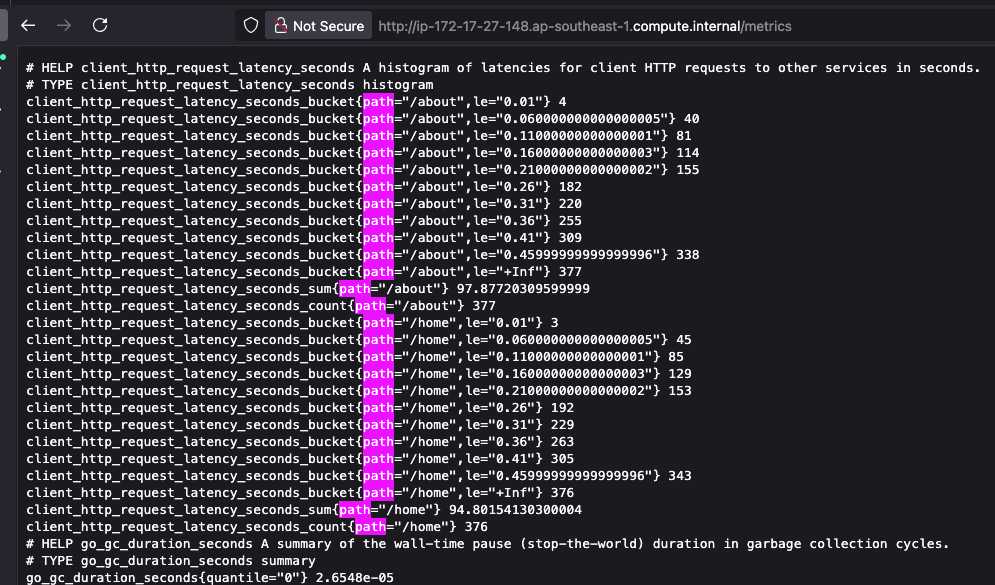 Not Secure http://ip-172-17-27-148.ap-southeast-1.compute.internal/metrics
# HELP client_http_request_latency_seconds A histogram of latencies for client HTTP requests to other services in seconds.
# TYPE client_http_request_latency_seconds histogram
client_http_request_latency_seconds_bucket{path="/about",le="0.01"} 4
client_http_request_latency_seconds_bucket{path="/about",le="0.060000000000000005"} 40
client_http_request_latency_seconds_bucket{path="/about",le="0.11000000000000001"} 81
client_http_request_latency_seconds_bucket{path="/about",le="0.16000000000000003"} 114
client_http_request_latency_seconds_bucket{path="/about",le="0.21000000000000002"} 155
client_http_request_latency_seconds_bucket{path="/about",le="0.26"} 182
client_http_request_latency_seconds_bucket{path="/about",le="0.31"} 220
client_http_request_latency_seconds_bucket{path="/about",le="0.36"} 255
client_http_request_latency_seconds_bucket{path="/about",le="0.41"} 309
client_http_request_latency_seconds_bucket{path="/about",le="0.45999999999999996"} 338
client_http_request_latency_seconds_bucket{path="/about",le="+Inf"} 377
client_http_request_latency_seconds_sum{path="/about"} 97.87720309599999
client_http_request_latency_seconds_count{path="/about"} 377
client_http_request_latency_seconds_bucket{path="/home",le="0.01"} 3
client_http_request_latency_seconds_bucket{path="/home",le="0.060000000000000005"} 45
client_http_request_latency_seconds_bucket{path="/home",le="0.11000000000000001"} 85
client_http_request_latency_seconds_bucket{path="/home",le="0.16000000000000003"} 129
client_http_request_latency_seconds_bucket{path="/home",le="0.21000000000000002"} 153
client_http_request_latency_seconds_bucket{path="/home",le="0.26"} 192
client_http_request_latency_seconds_bucket{path="/home",le="0.31"} 229
client_http_request_latency_seconds_bucket{path="/home",le="0.36"} 263
client_http_request_latency_seconds_bucket{path="/home",le="0.41"} 305
client_http_request_latency_seconds_bucket{path="/home",le="0.45999999999999996"} 343
client_http_request_latency_seconds_bucket{path="/home",le="+Inf"} 376
client_http_request_latency_seconds_sum{path="/home"} 94.80154130300004
client_http_request_latency_seconds_count{path="/home"} 376
# HELP go_gc_duration_seconds A summary of the wall-time pause (stop-the-world) duration in garbage collection cycles.
# TYPE go_gc_duration_seconds summary
go_gc_duration_seconds{quantile="0"} 2.6548e-05